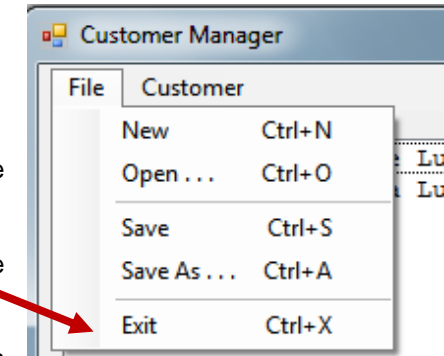 Customer Manager
File Customer
New Ctrl+N
Open . . . Ctrl+O
Save Ctrl+S
Save As . . . Ctrl+A
Exit Ctrl+X